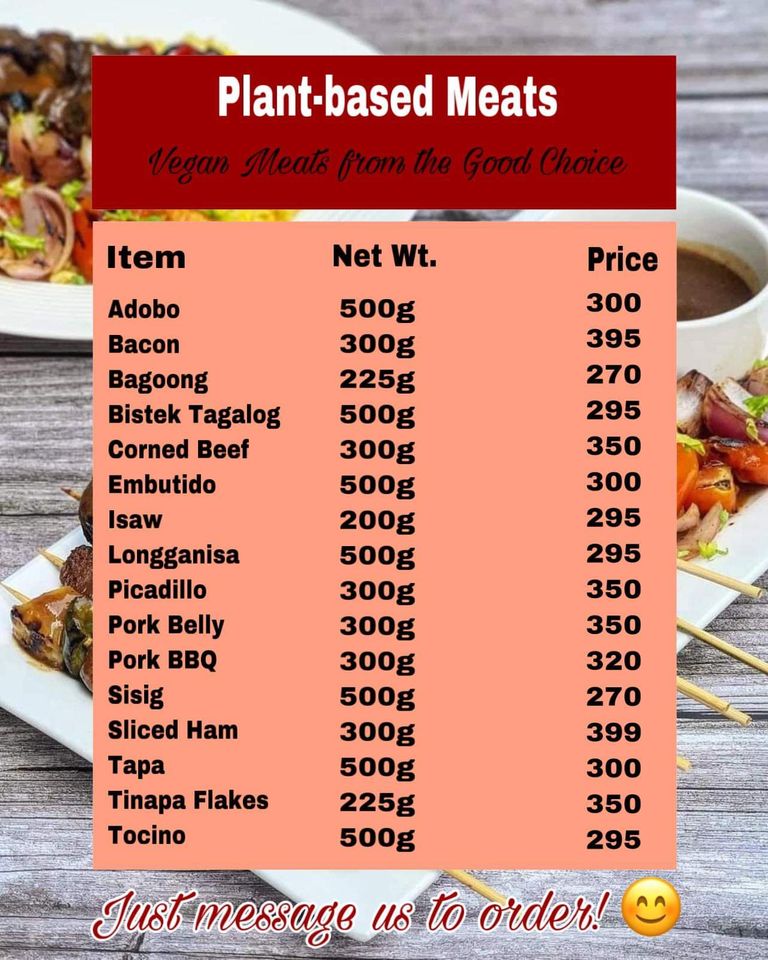 Plant-based Meats
Vegan Meats from the Good Choice
Item Net Wt. Price
Adobo 500g 300
Bacon 300g 395
Bagoong 225g 270
Bistek Tagalog 500g 295
Corned Beef 300g 350
Embutido 500g 300
Isaw 200g 295
Longganisa 500g 295
Picadillo 300g 350
Pork Belly 300g 350
Pork BBQ 300g 320
Sisig 500g 270
Sliced Ham 300g 399
Tapa 500g 300
Tinapa Flakes 225g 350
Tocino 500g 295
Just message us to order! 😊